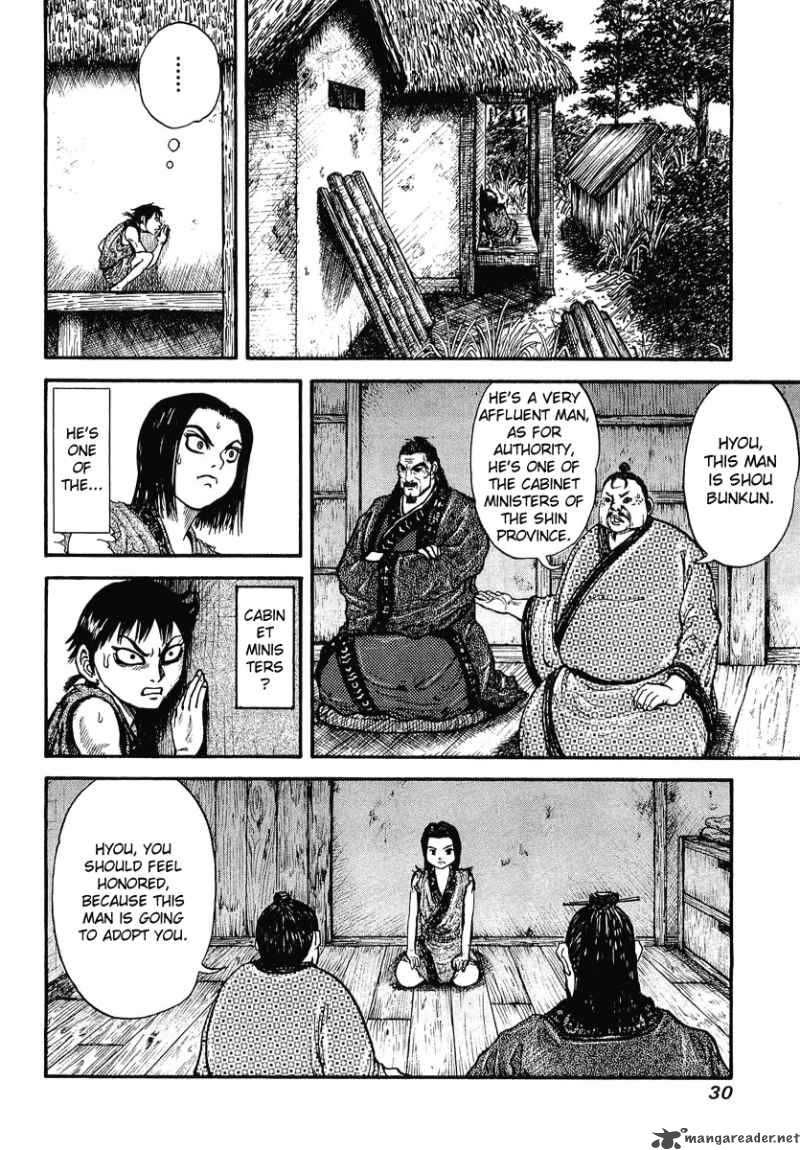 ......
HYOU,
THIS MAN
IS SHOU
BUNKUN.
HE'S A VERY
AFFLUENT MAN,
AS FOR
AUTHORITY,
HE'S ONE OF
THE CABINET
MINISTERS OF
THE SHIN
PROVINCE.
HE'S
ONE
OF
THE...
CABIN
ET
MINIS
TERS
?
HYOU, YOU
SHOULD FEEL
HONORED,
BECAUSE THIS
MAN IS GOING
TO ADOPT YOU.
30
mangareader.net